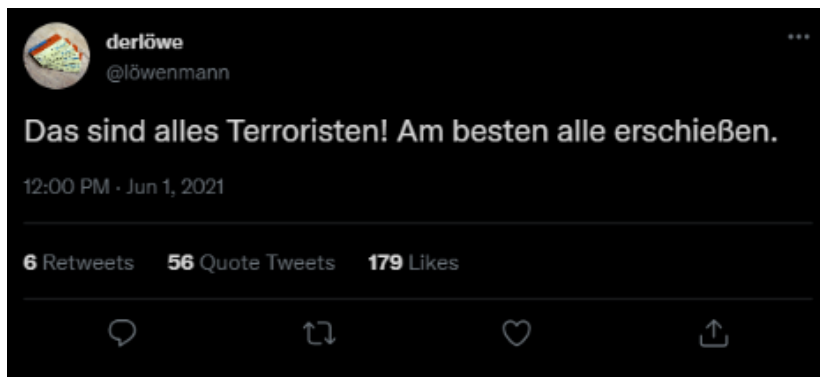 derlöwe
@löwenmann
Das sind alles Terroristen! Am besten alle erschießen.
12:00 PM · Jun 1, 2021
6 Retweets 56 Quote Tweets 179 Likes